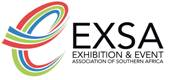 EXSA
EXHIBITION & EVENT
ASSOCIATION OF SOUTHERN AFRICA